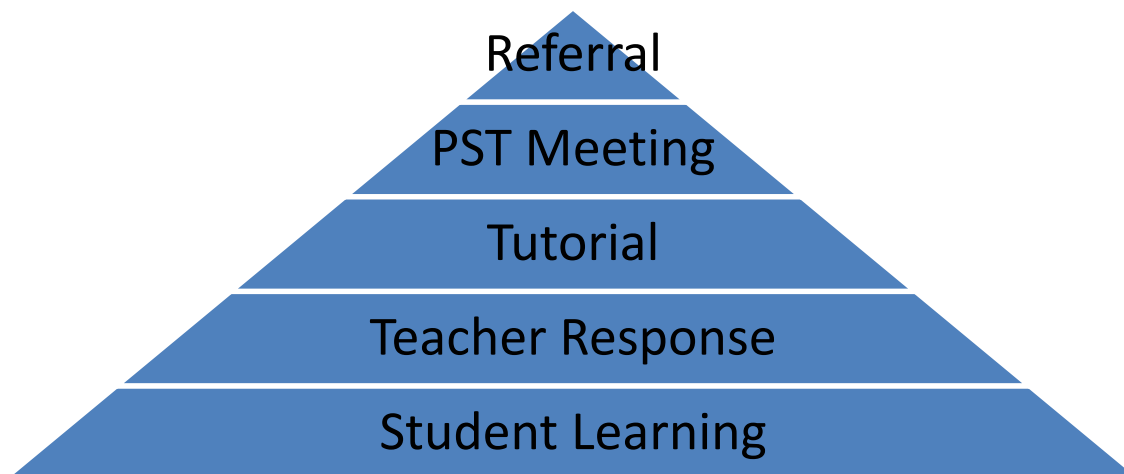 Referral
PST Meeting
Tutorial
Teacher Response
Student Learning